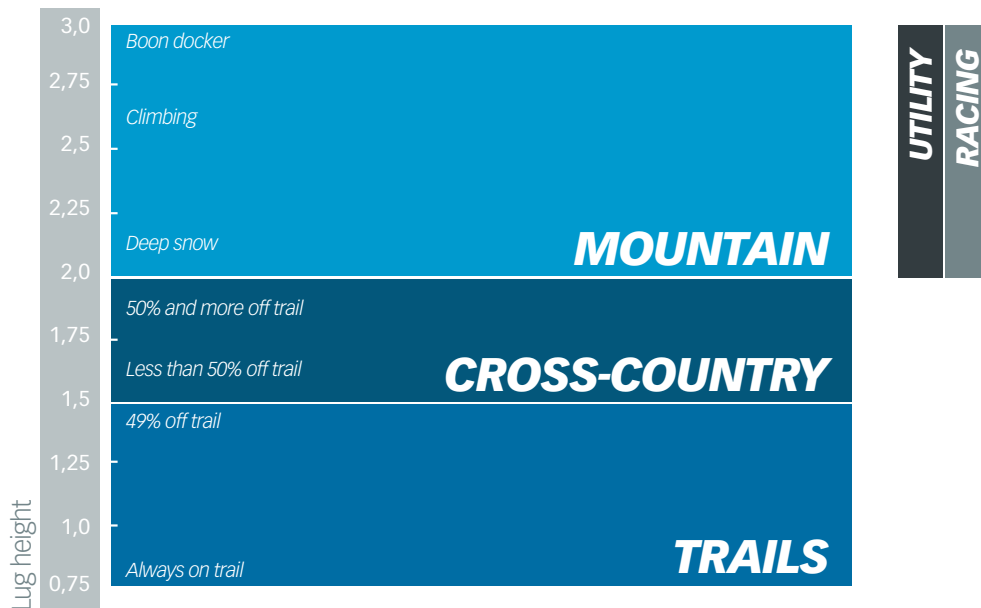 3,0
Boon docker
2,75
Climbing
2,5
2,25
Deep snow
MOUNTAIN
2,0
50% and more off trail
1,75
Less than 50% off trail
CROSS-COUNTRY
1,5
49% off trail
1,25
1,0
TRAILS
Always on trail
0,75
Lug height
UTILITY
RACING